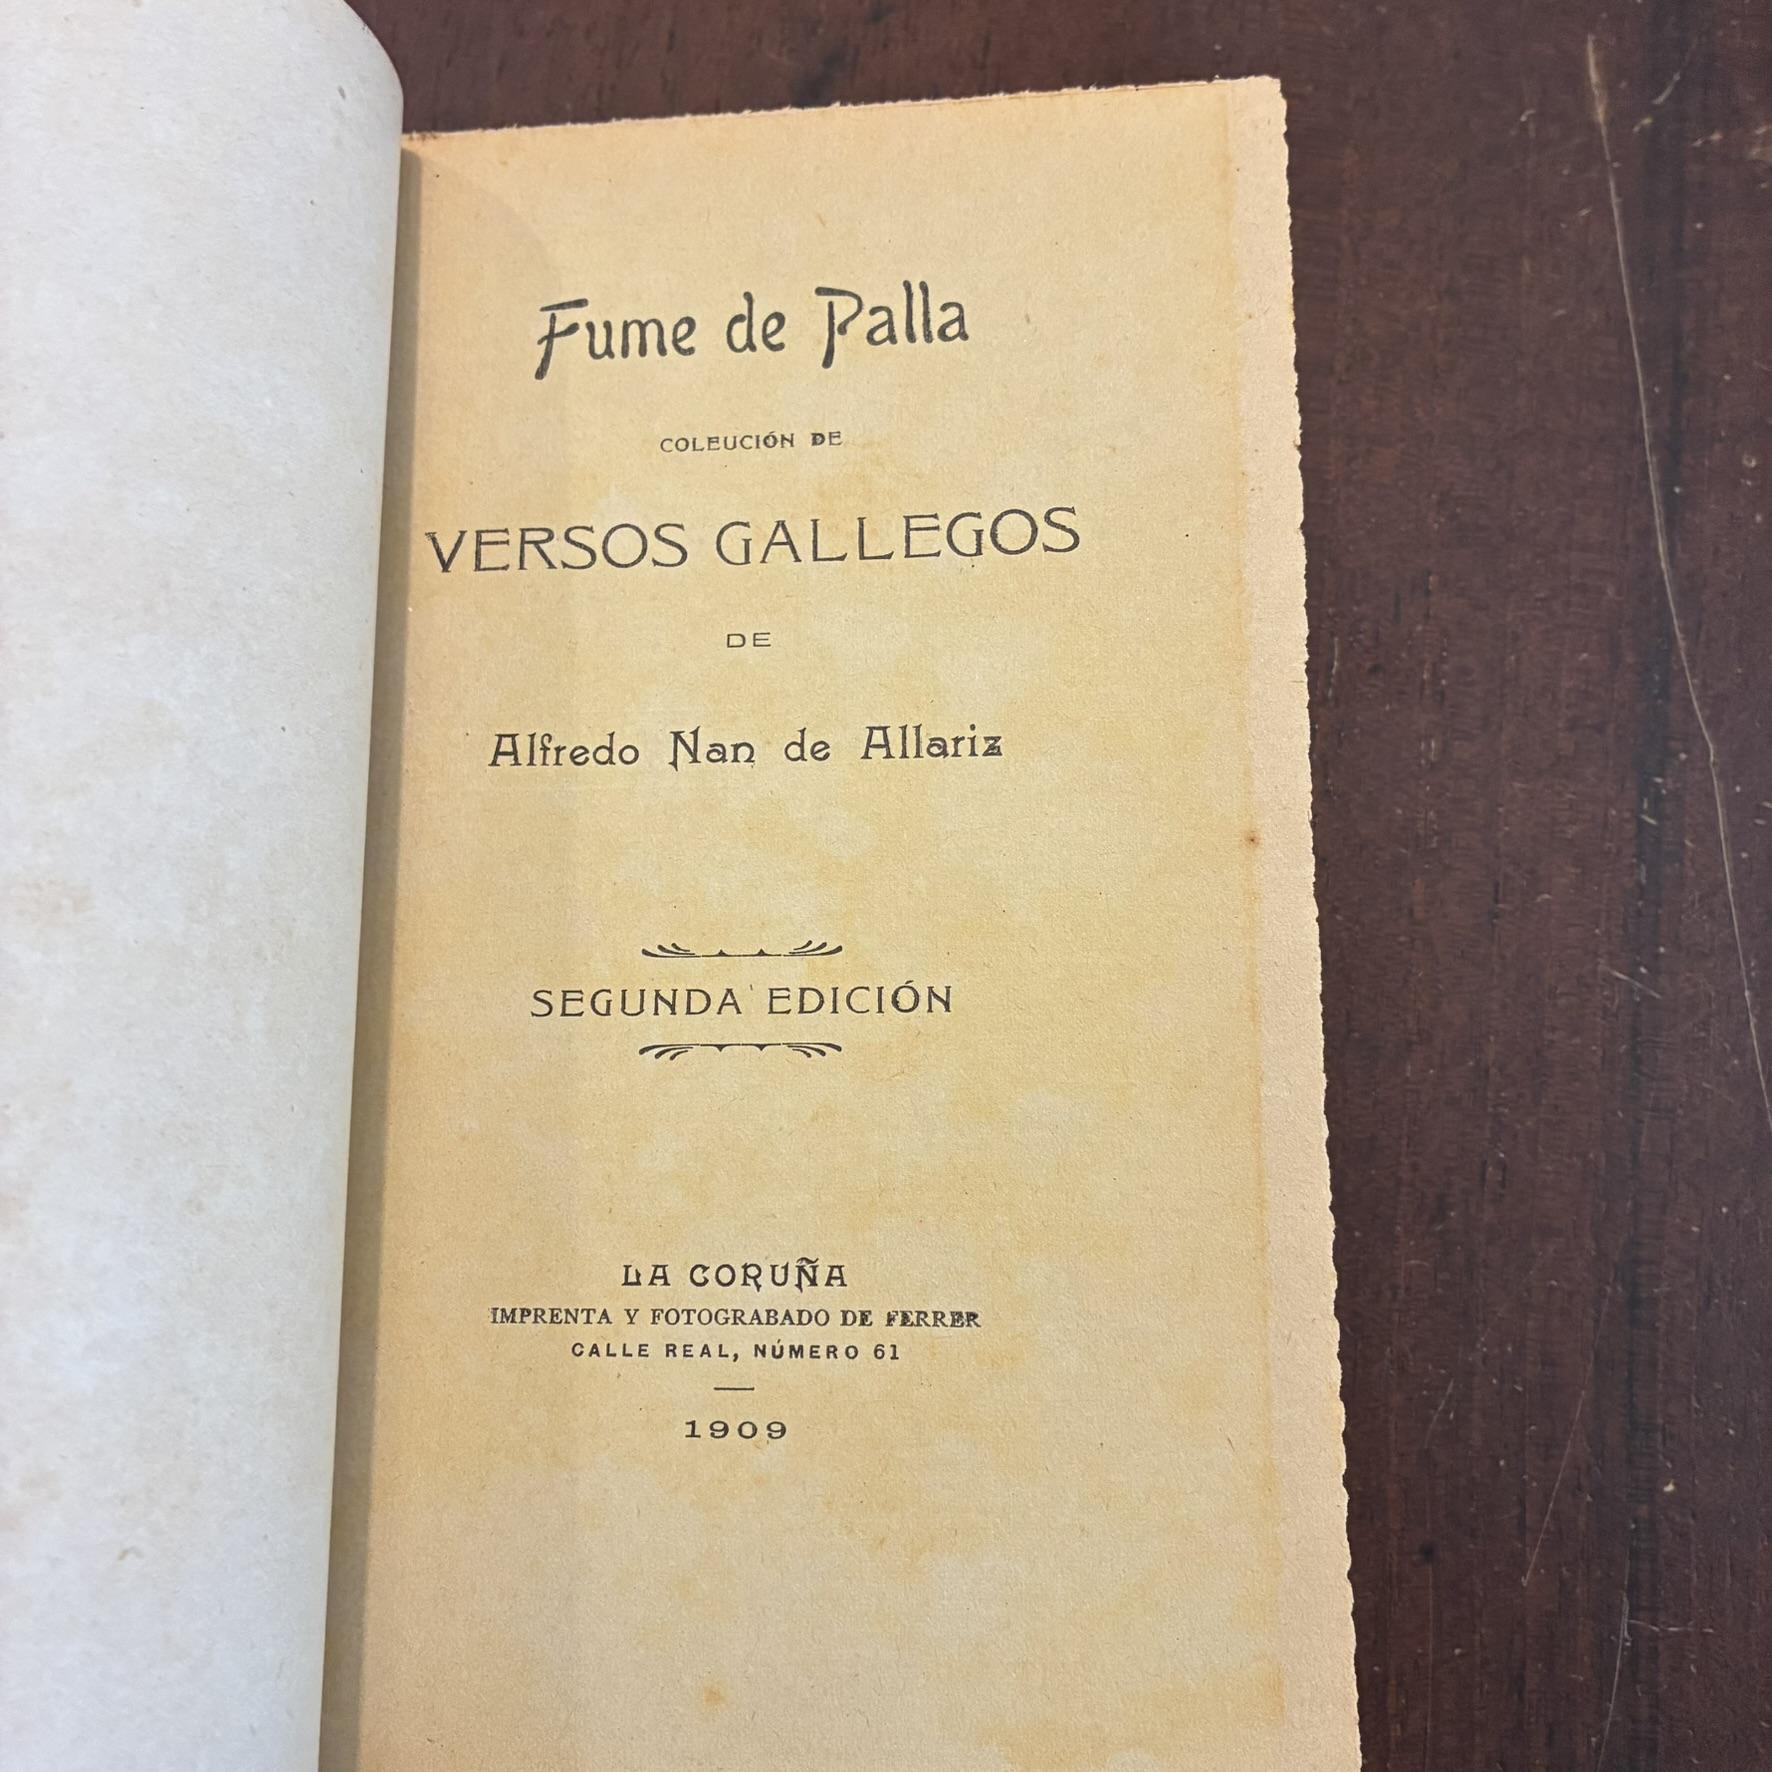 Fume de Palla
COLEUCIÓN DE
VERSOS GALLEGOS
DE
Alfredo Nan de Allariz
SEGUNDA EDICIÓN
LA CORUÑA
IMPRENTA Y FOTOGRABADO DE FERRER
CALLE REAL, NÚMERO 61
1909